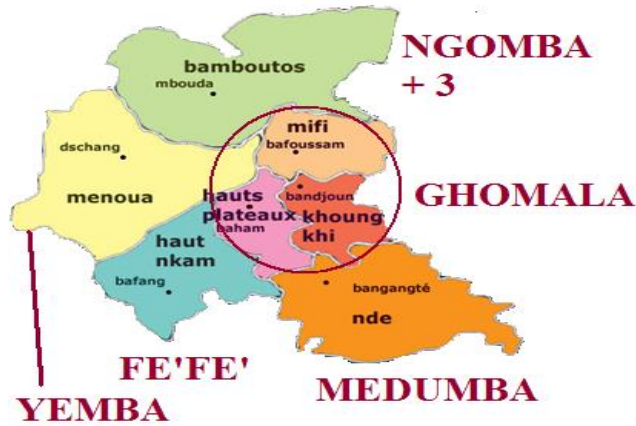 NGOMBA
+ 3
bamboutos
mbouda
mifi
bafoussam
dschang
menoua
GHOMALA
hauts
plateaux
baham
bandjoun
khoung
khi
haut
nkam
bafang
bangangté
nde
FE'FE'
MEDUMBA
YEMBA